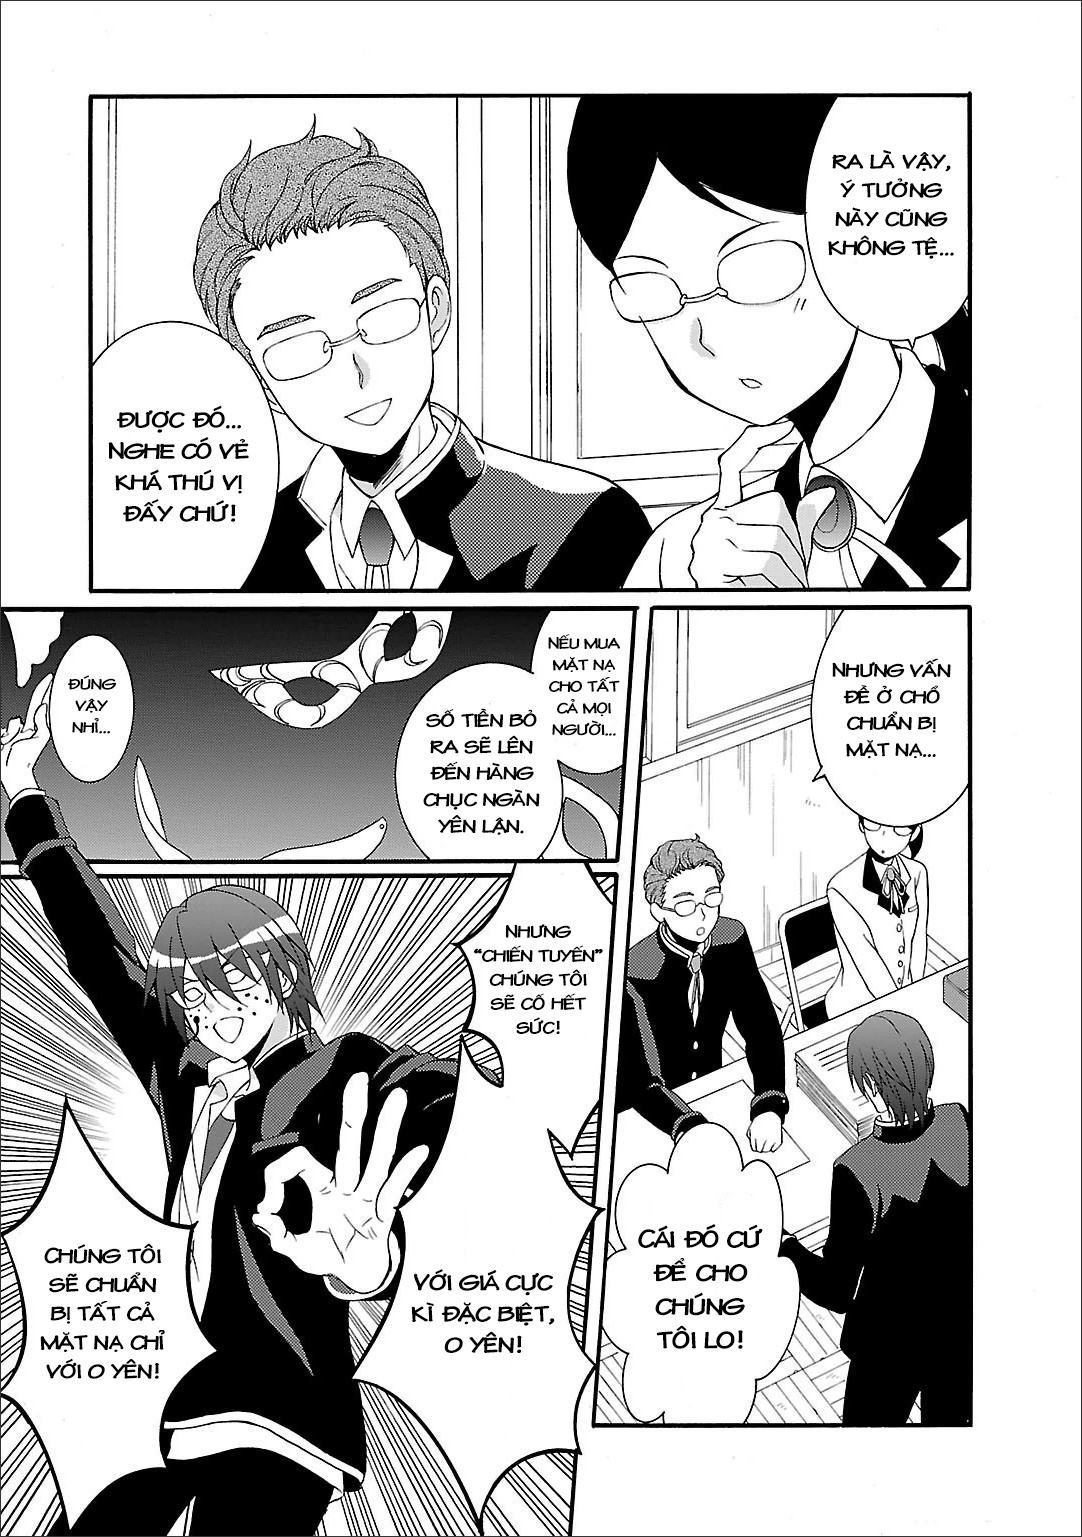 RA LÀ VẬY,
Ý TƯỞNG
NÀY CŨNG
KHÔNG TỆ...
ĐƯỢC ĐÓ...
NGHE CÓ VẺ
KHÁ THÚ VỊ
ĐẤY CHỨ!
NHƯNG VẤN
ĐỀ Ở CHỔ
CHUẨN BỊ
MẶT NẠ...
CÁI ĐÓ CỨ
ĐỂ CHO
CHÚNG
TÔI LO!
NẾU MUA
MẶT NẠ
CHO TẤT
CẢ MỌI
NGƯỜI...
SỐ TIỀN BỎ
RA SẼ LÊN
ĐẾN HÀNG
CHỤC NGÀN
YÊN LẬN.
ĐÚNG
VẬY
NHỈ...
NHƯNG
“CHIẾN TUYẾN”
CHÚNG TÔI
SẼ CỐ HẾT
SỨC!
VỚI GIÁ CỰC
KÌ ĐẶC BIỆT,
0 YÊN!
CHÚNG TÔI
SẼ CHUẨN
BỊ TẤT CẢ
MẶT NẠ CHỈ
VỚI 0 YÊN!